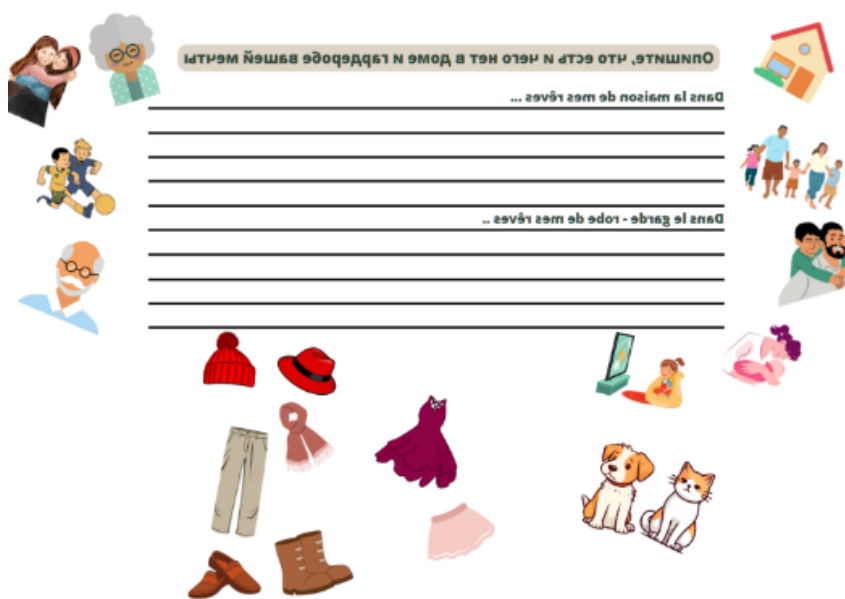 Опишите, что есть и чего нет в доме и гардеробе вашей мечты
Dans la maison de mes rêves ...
Dans le garde - robe de mes rêves ..